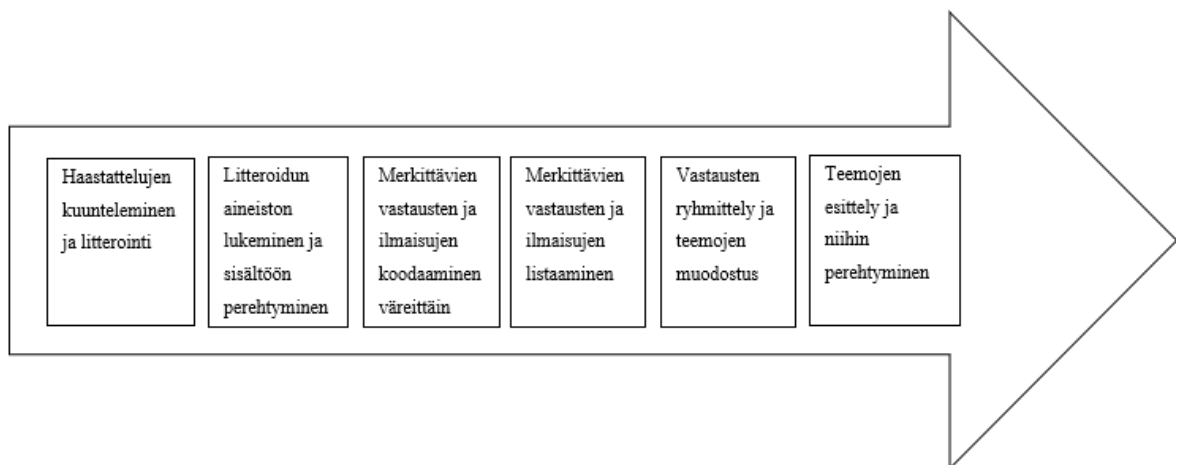 Haastattelujen
kuunteleminen
ja litterointi
Litteroidun
aineiston
lukeminen ja
sisältöön
perehtyminen
Merkittävien
vastausten ja
ilmaisujen
koodaaminen
väreittäin
Merkittävien
vastausten ja
ilmaisujen
listaaminen
Vastausten
ryhmittely ja
teemojen
muodostus
Teemojen
esittely ja
niihin
perehtyminen